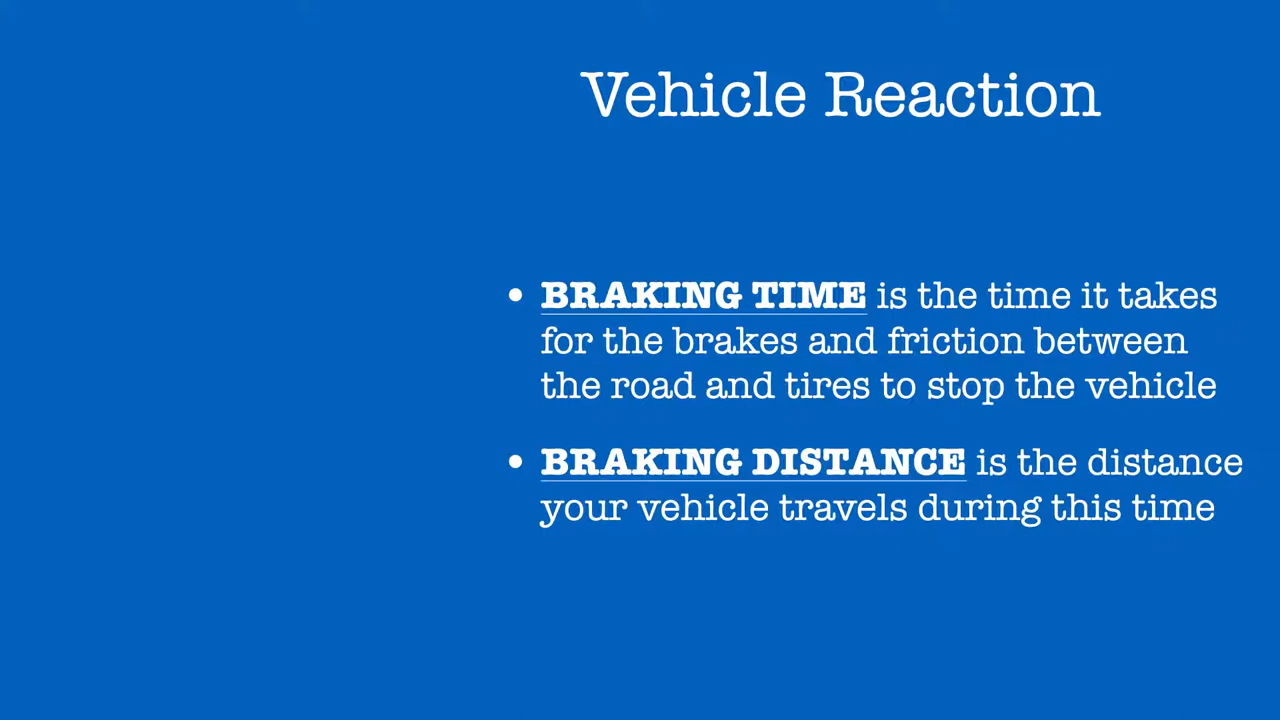 Vehicle Reaction
• BRAKING TIME is the time it takes
for the brakes and friction between
the road and tires to stop the vehicle
• BRAKING DISTANCE is the distance
your vehicle travels during this time